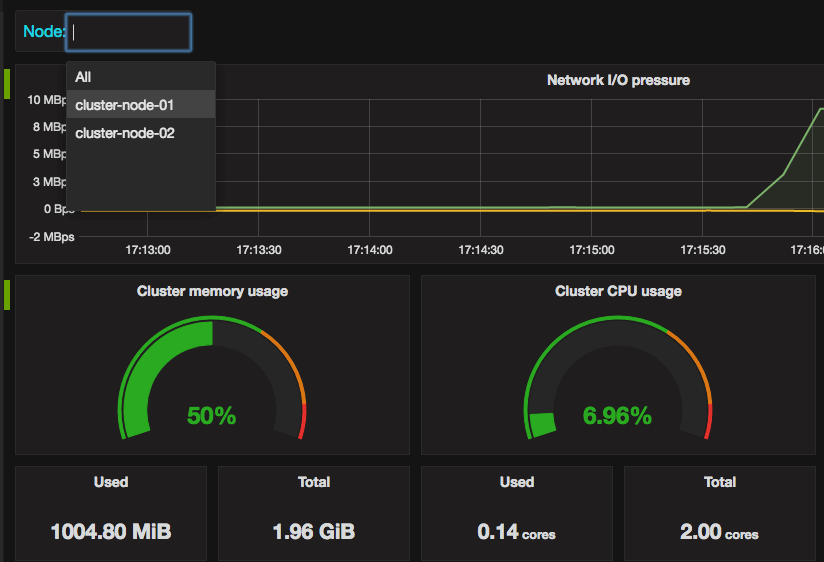 Node:
All
cluster-node-01
cluster-node-02
Network I/O pressure
10 MBp
8 MBp
5 MBp
3 MBp
0 Bps
-2 MBps
17:13:00 17:13:30 17:14:00 17:14:30 17:15:00 17:15:30 17:16:0
Cluster memory usage Cluster CPU usage
50% 6.96%
Used Total Used Total
1004.80 MiB 1.96 GiB 0.14 cores 2.00 cores